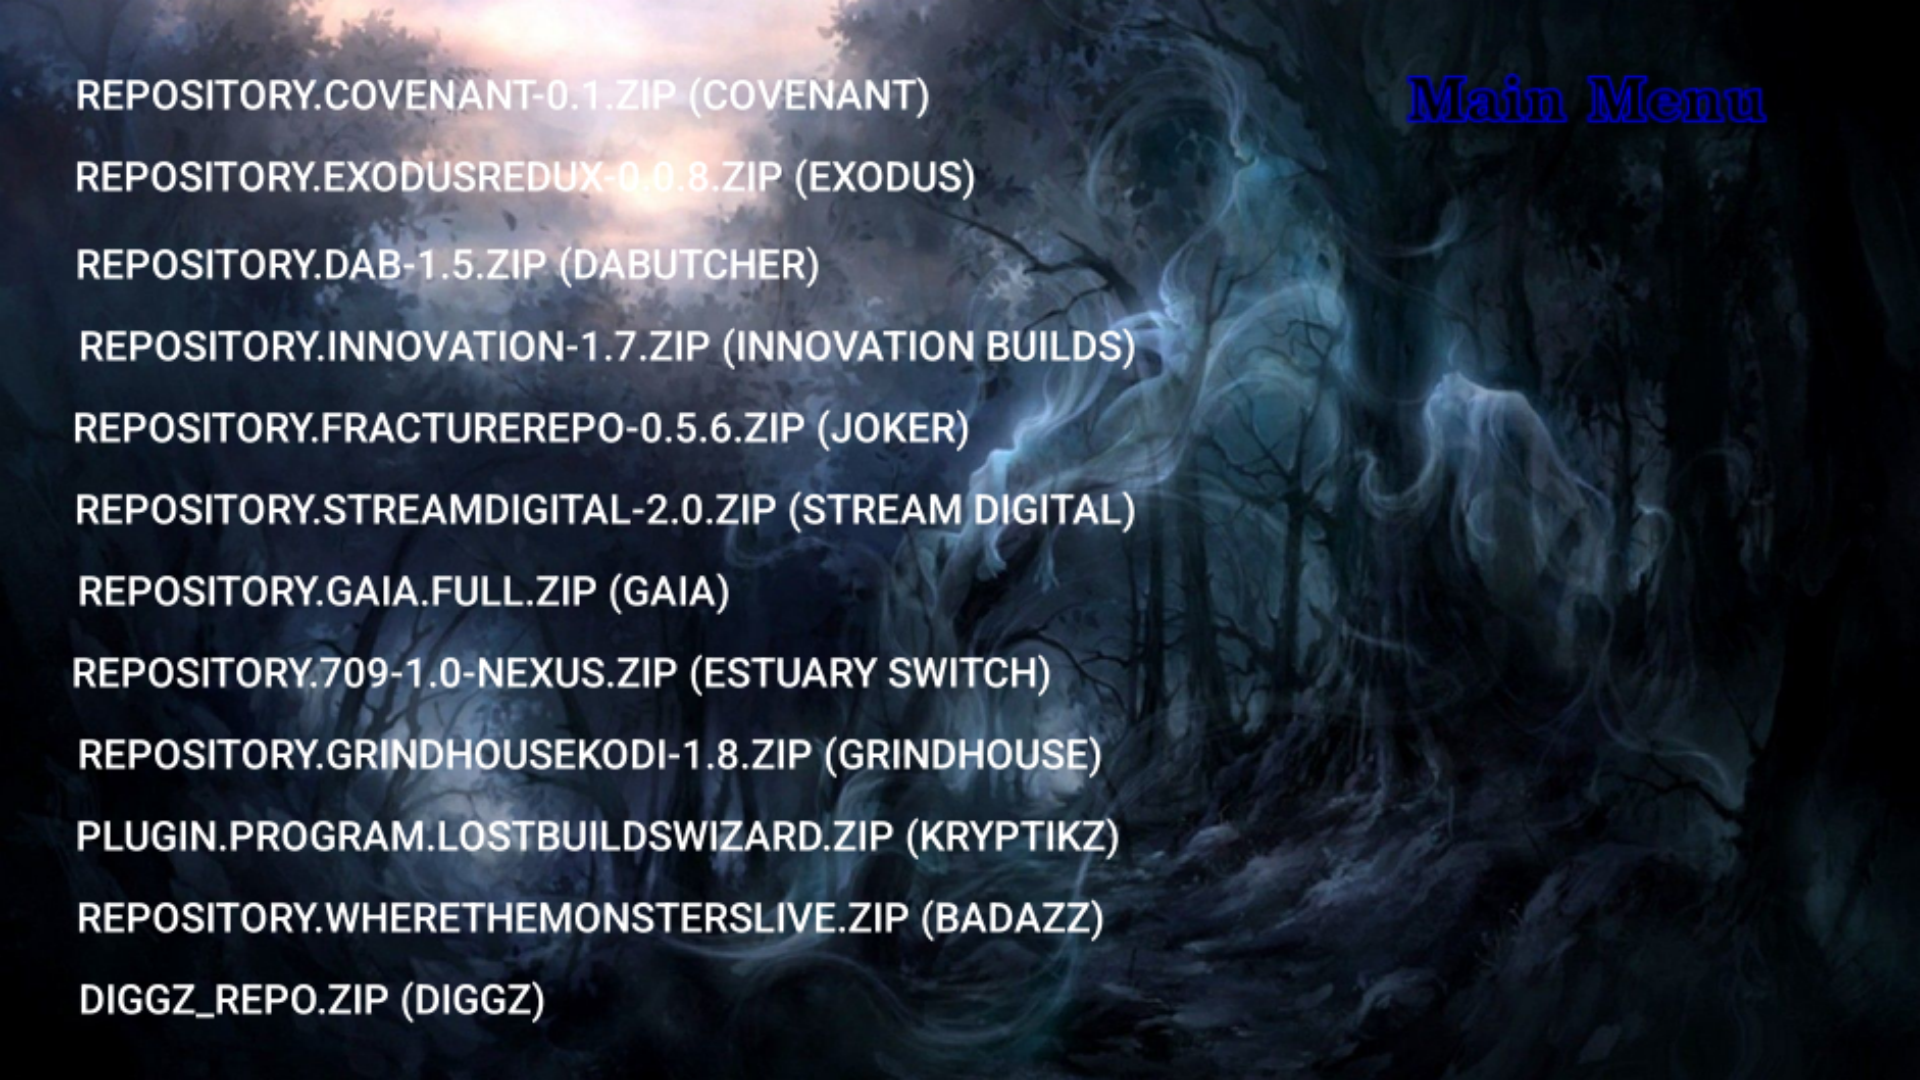 REPOSITORY.COVENANT-0.1.ZIP (COVENANT)
Main Menu
REPOSITORY.EXODUSREDUX-0.0.8.ZIP (EXODUS)
REPOSITORY.DAB-1.5.ZIP (DABUTCHER)
REPOSITORY.INNOVATION-1.7.ZIP (INNOVATION BUILDS)
REPOSITORY.FRACTUREREPO-0.5.6.ZIP (JOKER)
REPOSITORY.STREAMDIGITAL-2.0.ZIP (STREAM DIGITAL)
REPOSITORY.GAIA.FULL.ZIP (GAIA)
REPOSITORY.709-1.0-NEXUS.ZIP (ESTUARY SWITCH)
REPOSITORY.GRINDHOUSEKODI-1.8.ZIP (GRINDHOUSE)
PLUGIN.PROGRAM.LOSTBUILDSWIZARD.ZIP (KRYPTIKZ)
REPOSITORY.WHERETHEMONSTERSLIVE.ZIP (BADAZZ)
DIGGZ_REPO.ZIP (DIGGZ)